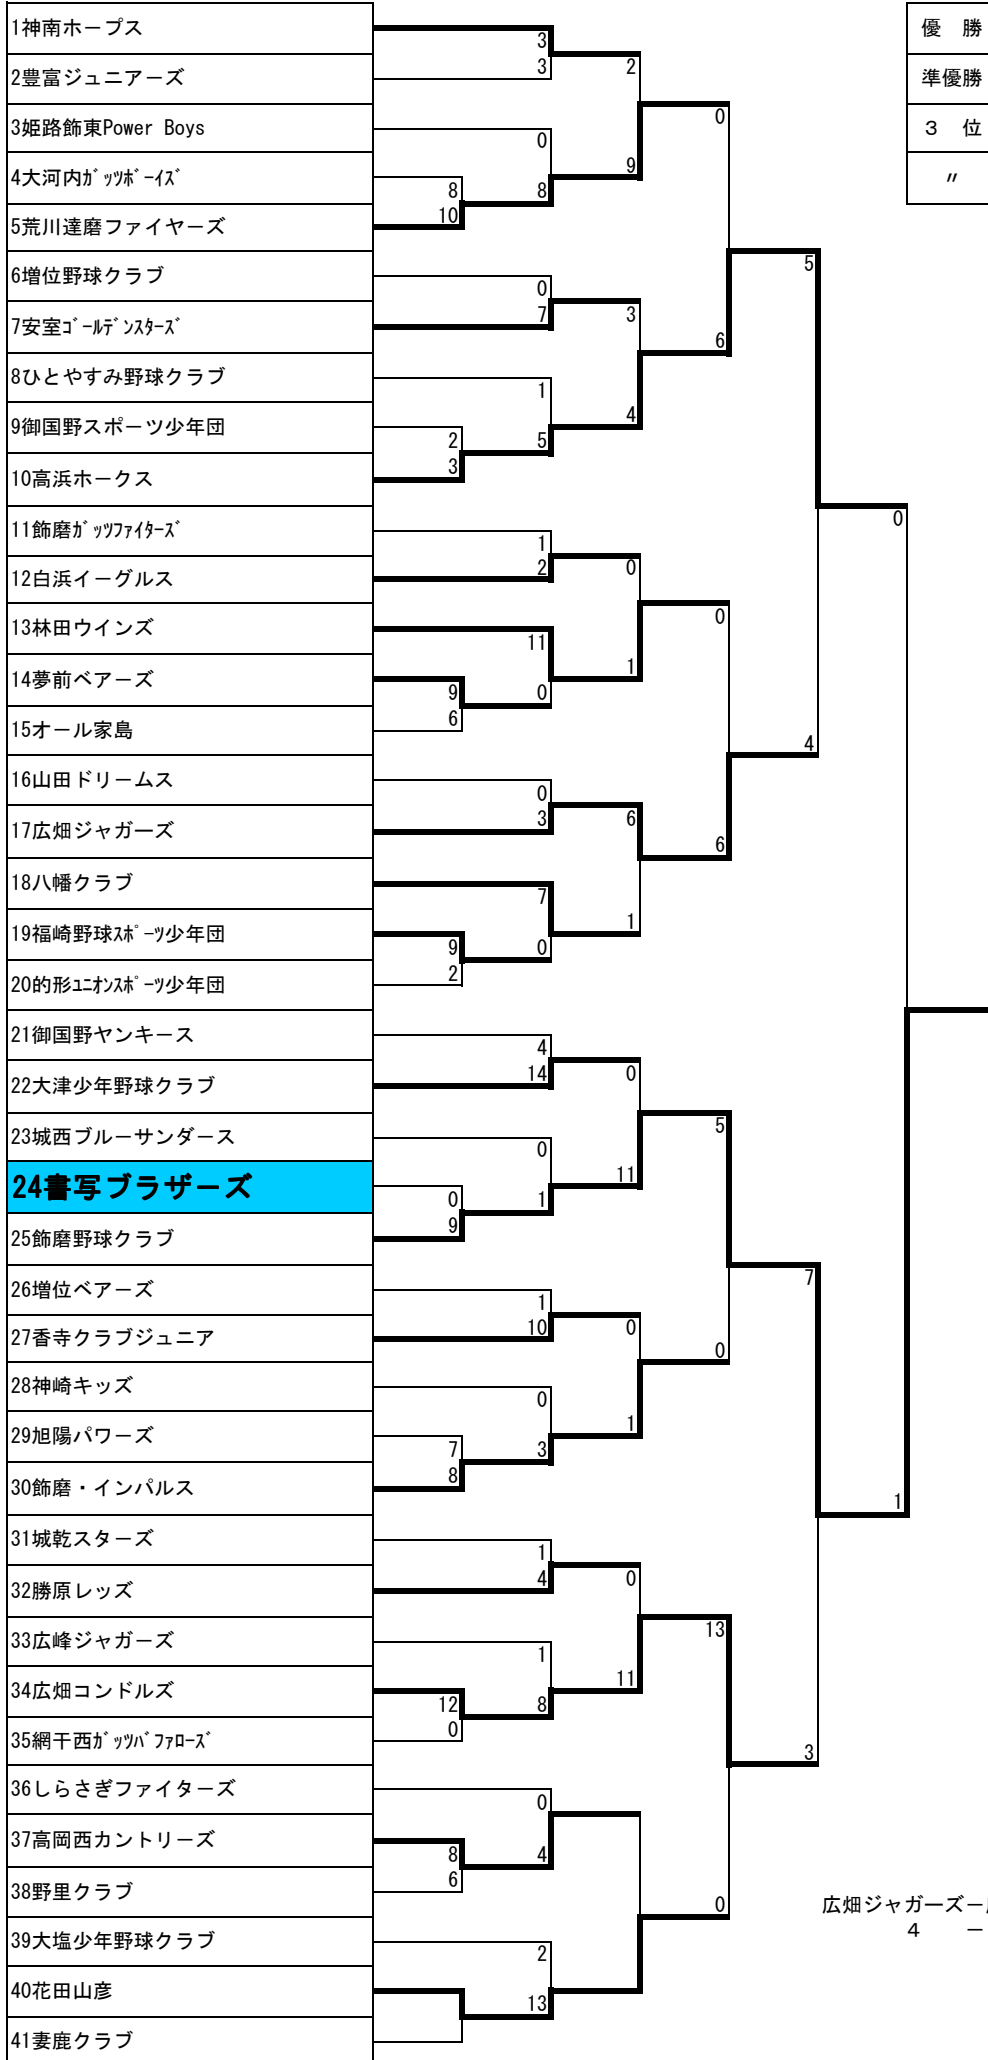 1神南ホープス
2豊富ジュニアーズ
3姫路飾東Power Boys
4大河内ｶﾞｯﾂﾎﾞｰｲｽﾞ
5荒川達磨ファイヤーズ
6増位野球クラブ
7安室ｺﾞｰﾙﾃﾞﾝｽﾀｰｽﾞ
8ひとやすみ野球クラブ
9御国野スポーツ少年団
10高浜ホークス
11飾磨ｶﾞｯﾂﾌｧｲﾀｰｽﾞ
12白浜イーグルス
13林田ウインズ
14夢前ベアーズ
15オール家島
16山田ドリームス
17広畑ジャガーズ
18八幡クラブ
19福崎野球ｽﾎﾟｰﾂ少年団
20的形ﾕﾆｵﾝｽﾎﾟｰﾂ少年団
21御国野ヤンキース
22大津少年野球クラブ
23城西ブルーサンダース
24書写ブラザーズ
25飾磨野球クラブ
26増位ベアーズ
27香寺クラブジュニア
28神崎キッズ
29旭陽パワーズ
30飾磨・インパルス
31城乾スターズ
32勝原レッズ
33広峰ジャガーズ
34広畑コンドルズ
35網干西ｶﾞｯﾂﾊﾞﾌｧﾛｰｽﾞ
36しらさぎファイターズ
37高岡西カントリーズ
38野里クラブ
39大塩少年野球クラブ
40花田山彦
41妻鹿クラブ
8
10
2
3
9
6
9
2
0
9
7
8
12
0
8
6
3
3
0
8
0
7
1
5
1
2
11
0
0
3
7
0
4
14
0
1
1
10
0
3
1
4
1
8
0
4
2
13
2
9
3
4
0
1
6
1
0
11
0
1
0
11
0
6
0
6
5
0
13
0
5
4
7
3
0
1
優　勝
準優勝
３　位
〃
広畑ジャガーズー
４　ー